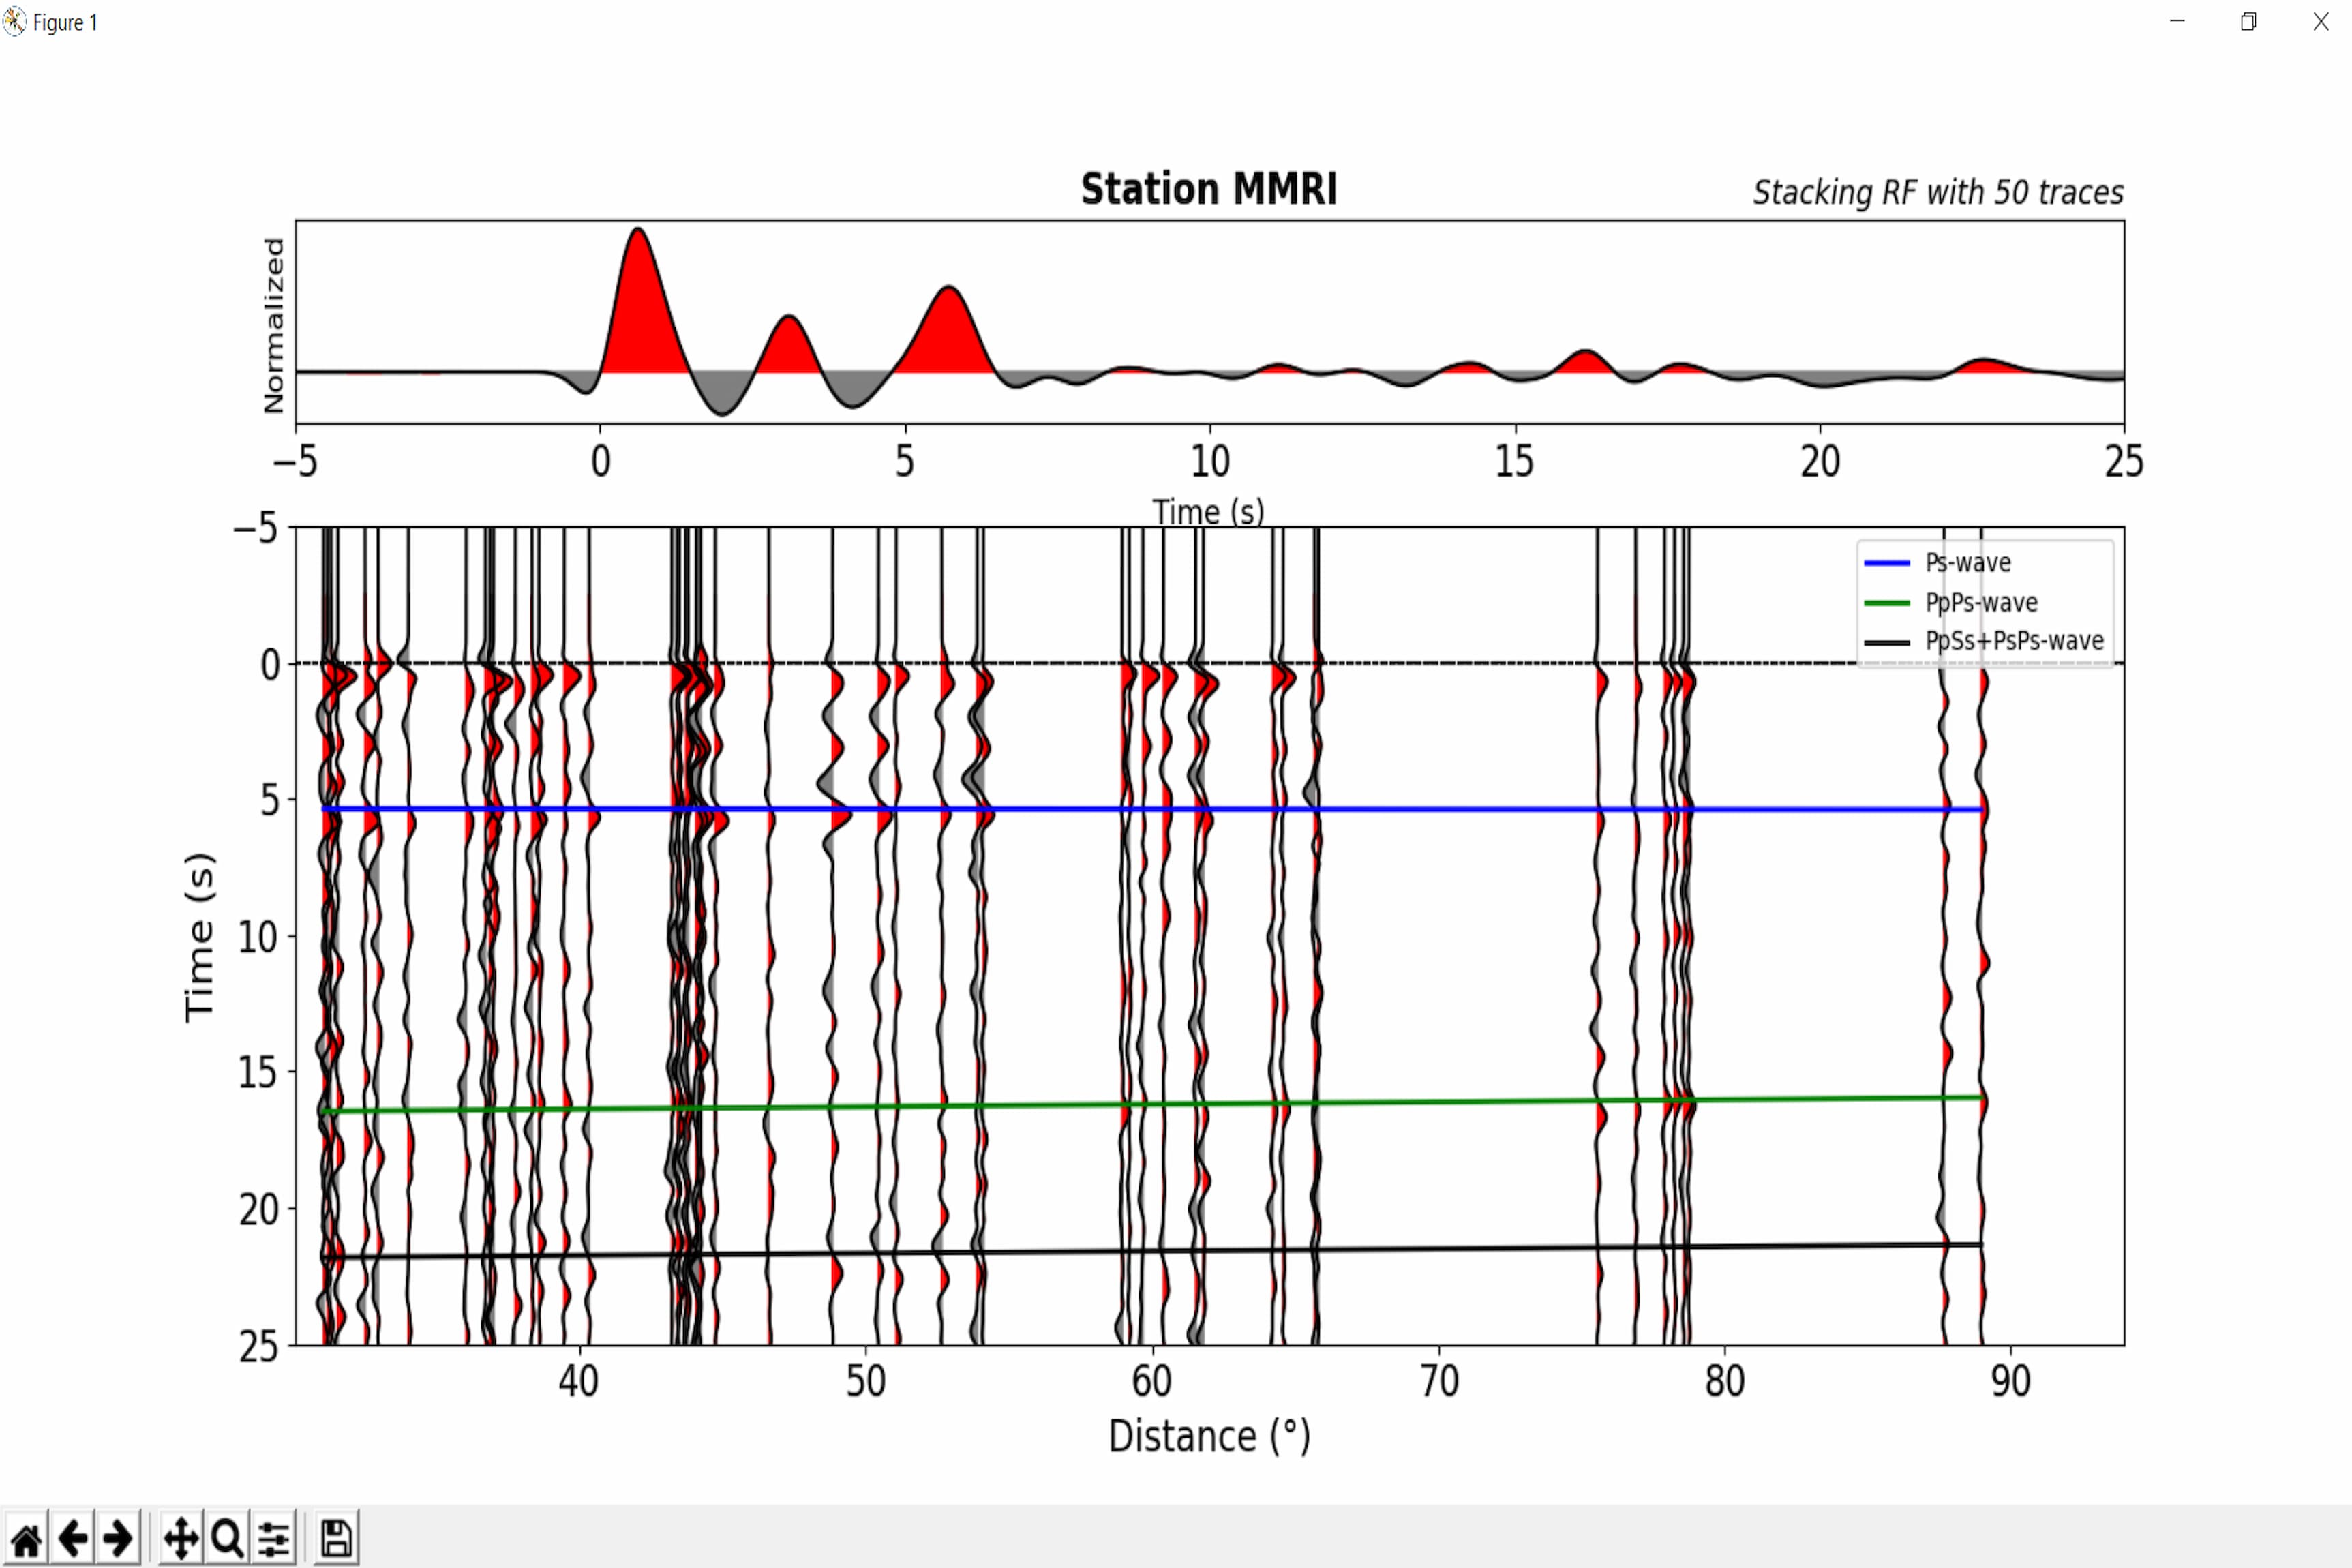 Figure 1
Station MMRI
Stacking RF with 50 traces
Normalized
−5 0 5 10 15 20 25
Time (s)
−5
0
5
10
15
20
25
Time (s)
Ps-wave
PpPs-wave
PpSs+PsPs-wave
40 50 60 70 80 90
Distance (°)